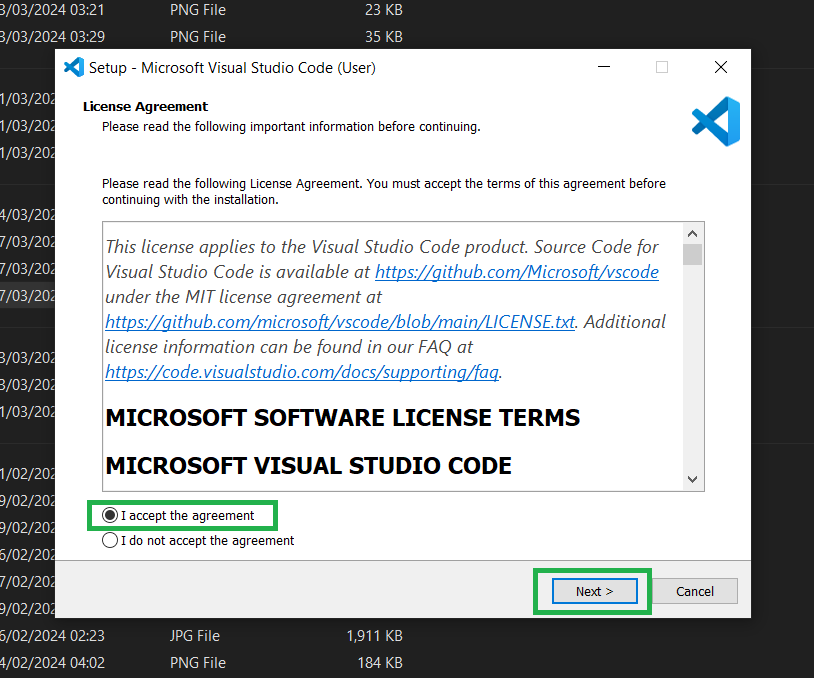 3/03/2024 03:21 PNG File 23 KB
3/03/2024 03:29 PNG File 35 KB
Setup - Microsoft Visual Studio Code (User)
License Agreement
Please read the following important information before continuing.
Please read the following License Agreement. You must accept the terms of this agreement before
continuing with the installation.
This license applies to the Visual Studio Code product. Source Code for
Visual Studio Code is available at https://github.com/Microsoft/vscode
under the MIT license agreement at
https://github.com/microsoft/vscode/blob/main/LICENSE.txt. Additional
license information can be found in our FAQ at
https://code.visualstudio.com/docs/supporting/faq.
MICROSOFT SOFTWARE LICENSE TERMS
MICROSOFT VISUAL STUDIO CODE
I accept the agreement
I do not accept the agreement
Next >
Cancel
1/03/202
1/03/202
1/03/202
4/03/202
7/03/202
7/03/202
7/03/202
3/03/202
3/03/202
1/03/202
1/02/202
9/02/202
9/02/202
6/02/202
7/02/202
9/02/202
6/02/2024 02:23 JPG File 1,911 KB
4/02/2024 04:02 PNG File 184 KB